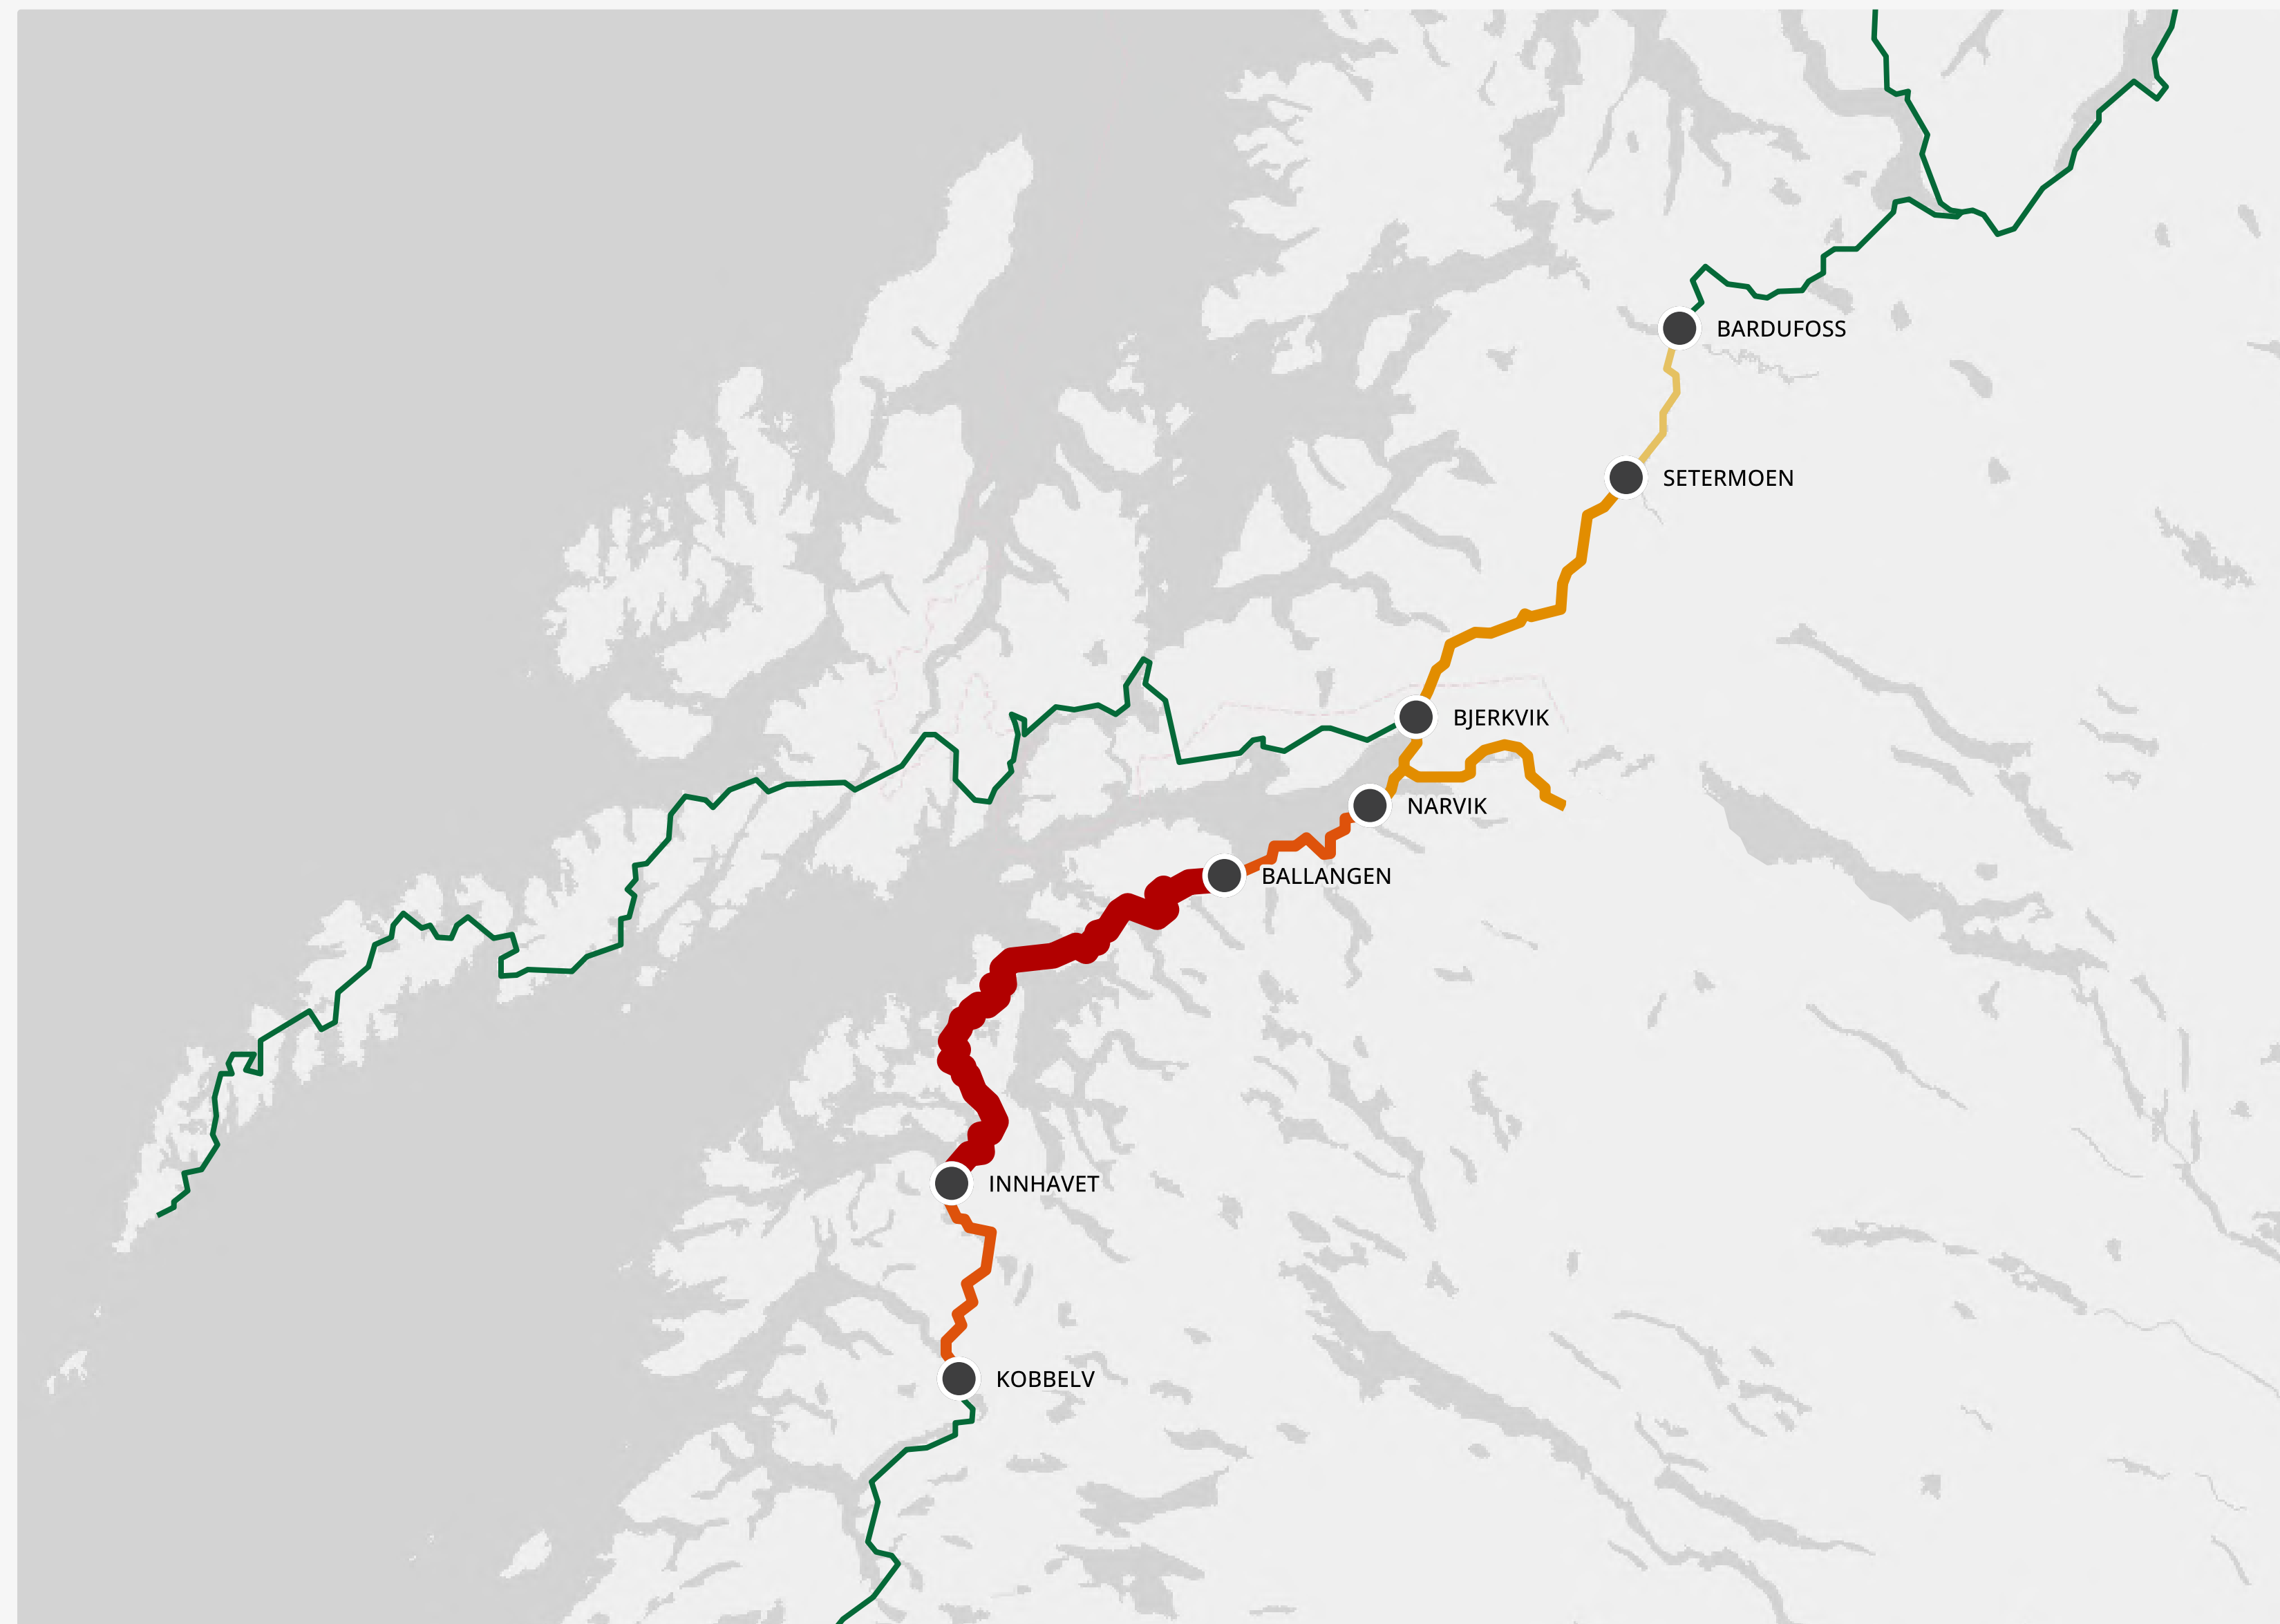 BARDUFOSS
SETERMOEN
BJERKVIK
NARVIK
BALLANGEN
INNHAVET
KOBBELV